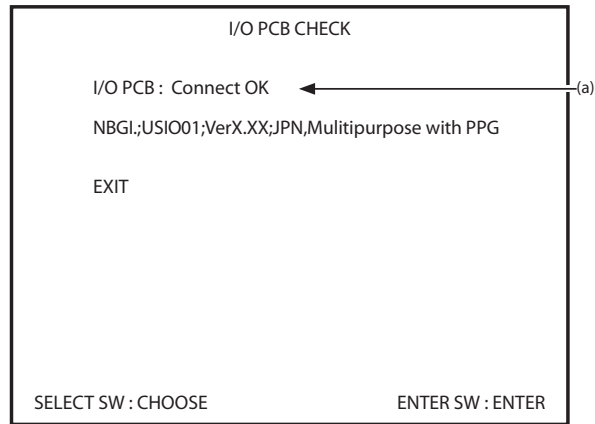 I/O PCB CHECK
I/O PCB : Connect OK
(a)
NBGI.;USIO01;VerX.XX;JPN,Mulitipurpose with PPG
EXIT
SELECT SW : CHOOSE ENTER SW : ENTER